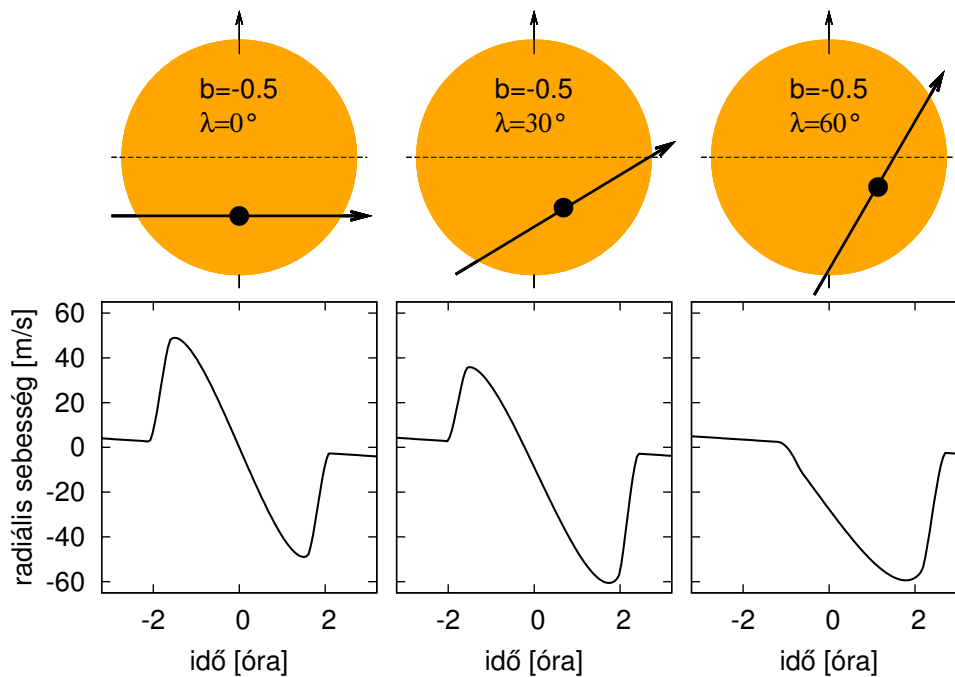 b=-0.5
λ=0°
b=-0.5
λ=30°
b=-0.5
λ=60°
radiális sebesség [m/s]
60
40
20
0
-20
-40
-60
-2
0
2
-2
0
2
-2
0
2
idő [óra]
idő [óra]
idő [óra]